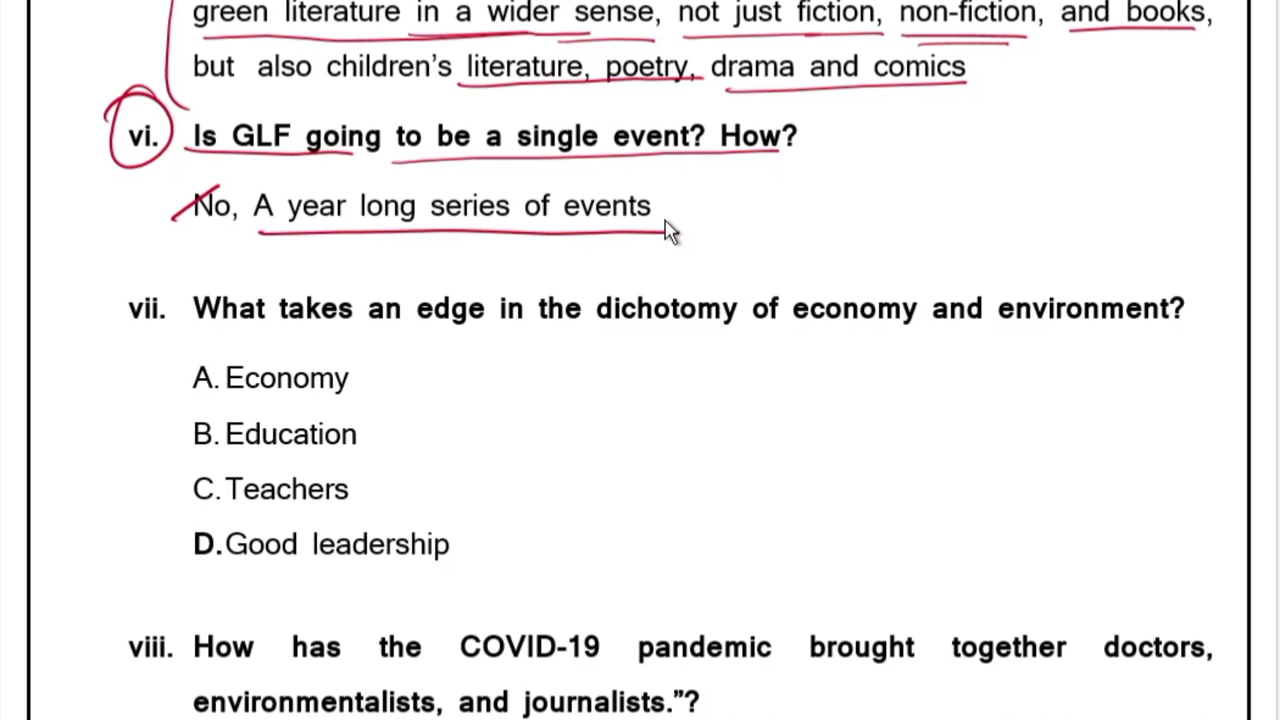 green literature in a wider sense, not just fiction, non-fiction, and books,
but also children's literature, poetry, drama and comics
vi. Is GLF going to be a single event? How?
No, A year long series of events
vii. What takes an edge in the dichotomy of economy and environment?
A. Economy
B. Education
C. Teachers
D. Good leadership
viii. How has the COVID-19 pandemic brought together doctors,
environmentalists, and journalists.”?